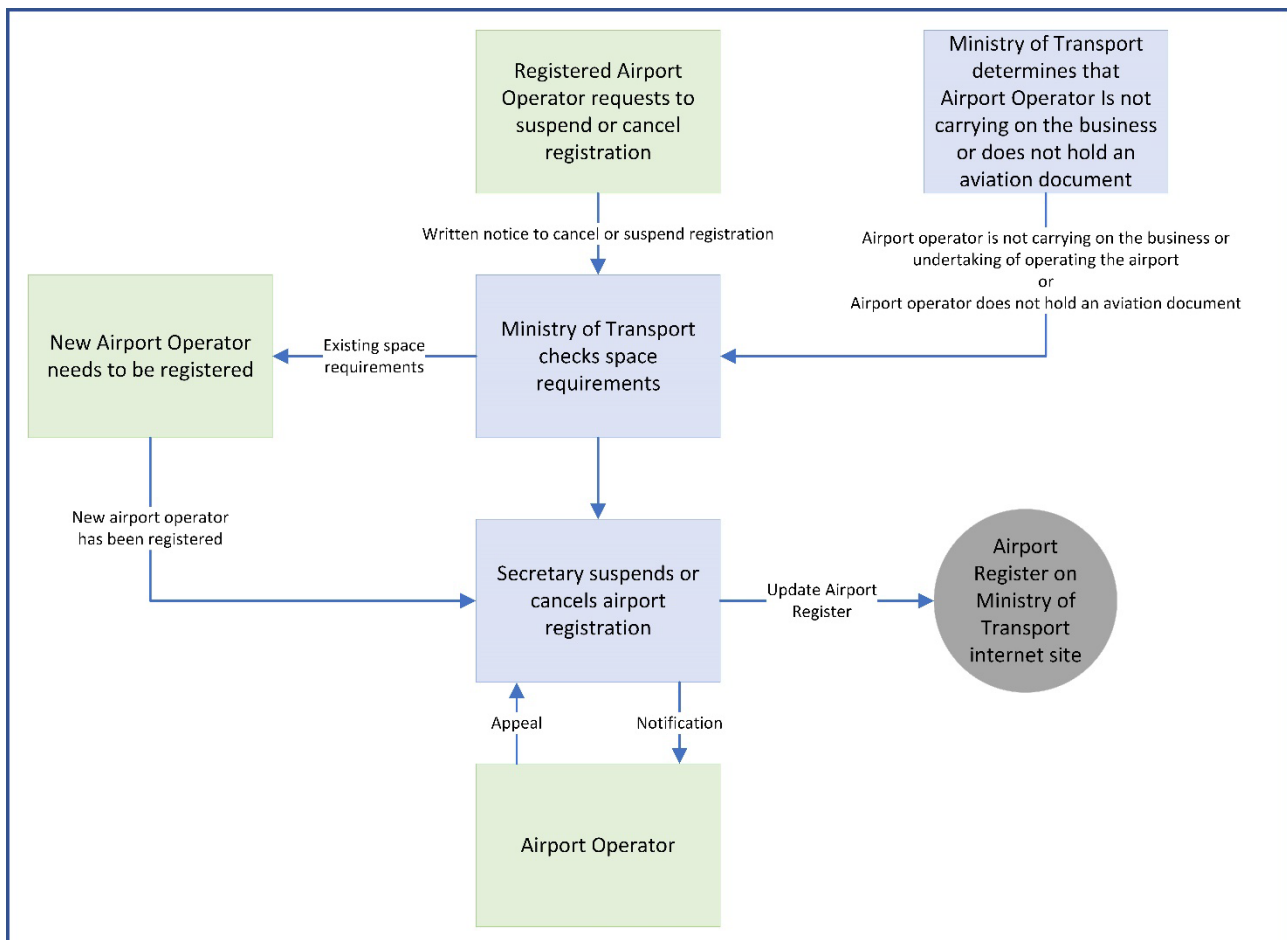 Registered Airport
Operator requests to
suspend or cancel
registration
Ministry of Transport
determines that
Airport Operator Is not
carrying on the business
or does not hold an
aviation document
Written notice to cancel or suspend registration
Airport operator is not carrying on the business or
undertaking of operating the airport
or
Airport operator does not hold an aviation document
New Airport Operator
needs to be registered
Existing space
requirements
Ministry of Transport
checks space
requirements
New airport operator
has been registered
Secretary suspends or
cancels airport
registration
Update Airport
Register
Airport
Register on
Ministry of
Transport
internet site
Appeal
Notification
Airport Operator